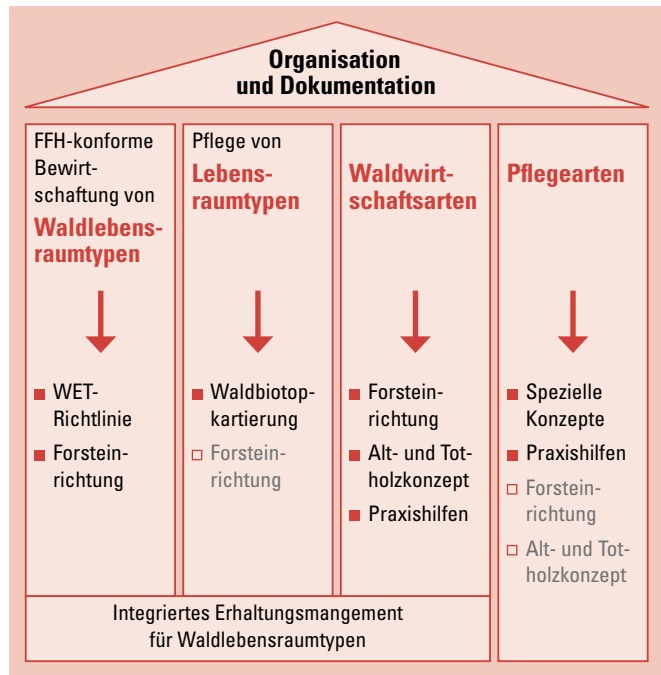 Organisation
und Dokumentation
FFH-konforme
Bewirt-
schaftung von
Waldlebens-
raumtypen
WET-
Richtlinie
Forstein-
richtung
Pflege von
Lebens-
raumtypen
Waldbiotop-
kartierung
Forstein-
richtung
Waldwirt-
schaftsarten
Forstein-
richtung
Alt- und Tot-
holzkonzept
Praxishilfen
Pflegearten
Spezielle
Konzepte
Praxishilfen
Forstein-
richtung
Alt- und Tot-
holzkonzept
Integriertes Erhaltungsmangement
für Waldlebensraumtypen